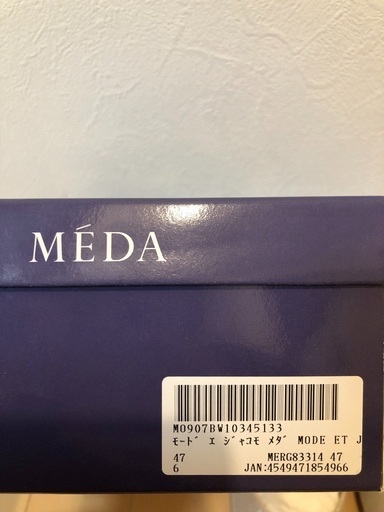 MÉDA
M0907BW10345133
ﾓｰﾄﾞ ｴ ｼﾞｬｺﾓ ﾒﾀﾞ MODE ET J
47 MERG83314 47
6 JAN:4549471854966